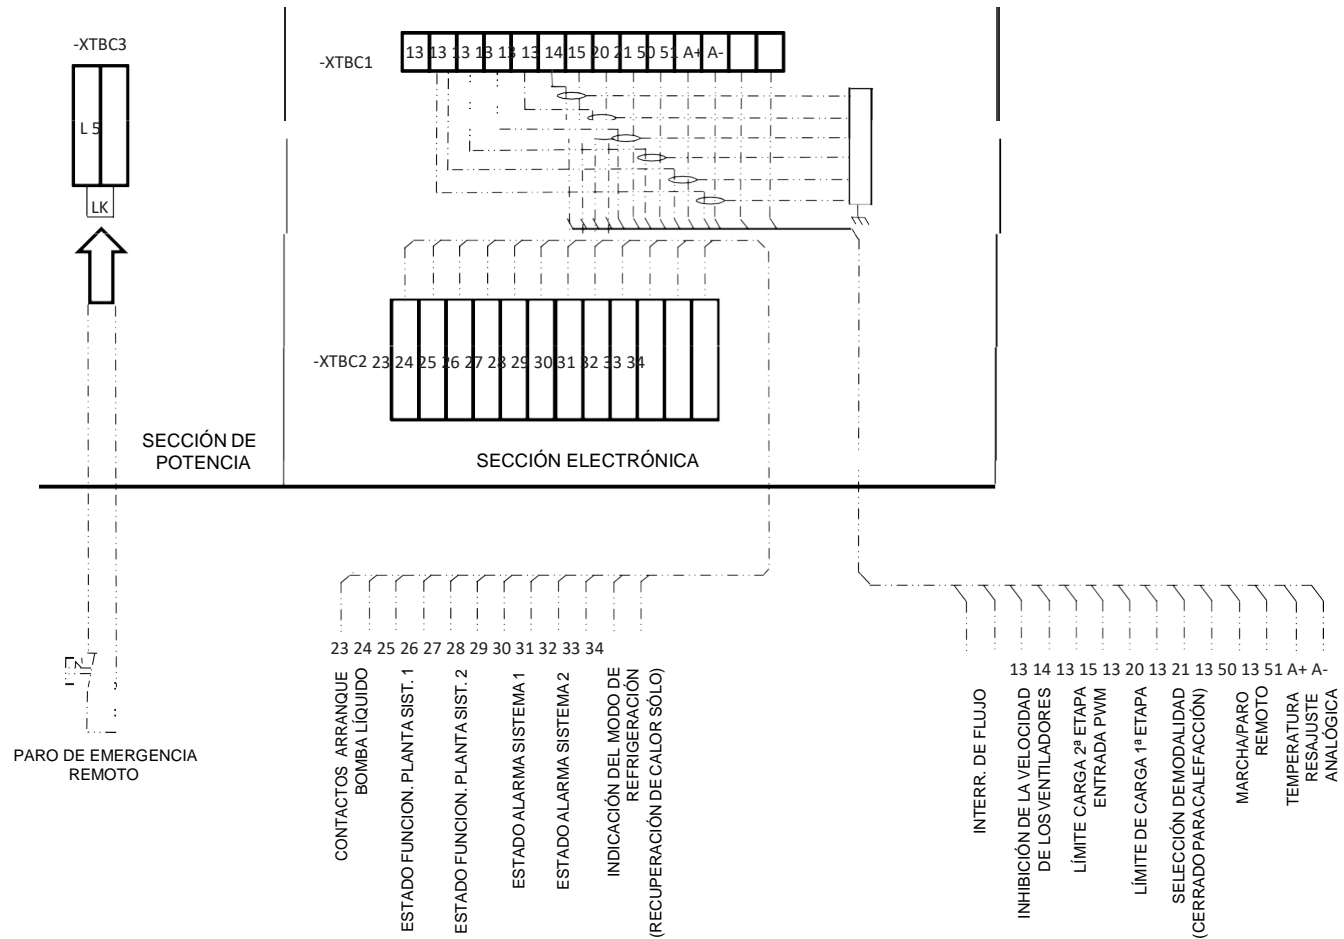 -XTBC3
-XTBC1
13 13 13 13 13 13 14 15 20 21 50 51 A+ A-
L 5
LK
-XTBC2 23 24 25 26 27 28 29 30 31 32 33 34
SECCIÓN DE
POTENCIA
SECCIÓN ELECTRÓNICA
23 24 25 26 27 28 29 30 31 32 33 34
13 14 13 15 13 20 13 21 13 50 13 51 A+ A-
PARO DE EMERGENCIA
REMOTO
CONTACTOS ARRANQUE
BOMBA LÍQUIDO
ESTADO FUNCION. PLANTA SIST. 1
ESTADO FUNCION. PLANTA SIST. 2
ESTADO ALARMA SISTEMA 1
ESTADO ALARMA SISTEMA 2
INDICACIÓN DEL MODO DE
REFRIGERACIÓN
(RECUPERACIÓN DE CALOR SÓLO)
INTERR. DE FLUJO
INHIBICIÓN DE LA VELOCIDAD
DE LOS VENTILADORES
LÍMITE CARGA 2ª ETAPA
ENTRADA PWM
LÍMITE DE CARGA 1ª ETAPA
SELECCIÓN DE MODALIDAD
(CERRADO PARA CALEFACCIÓN)
MARCHA/PARO
REMOTO
TEMPERATURA
RESAJUSTE
ANALÓGICA